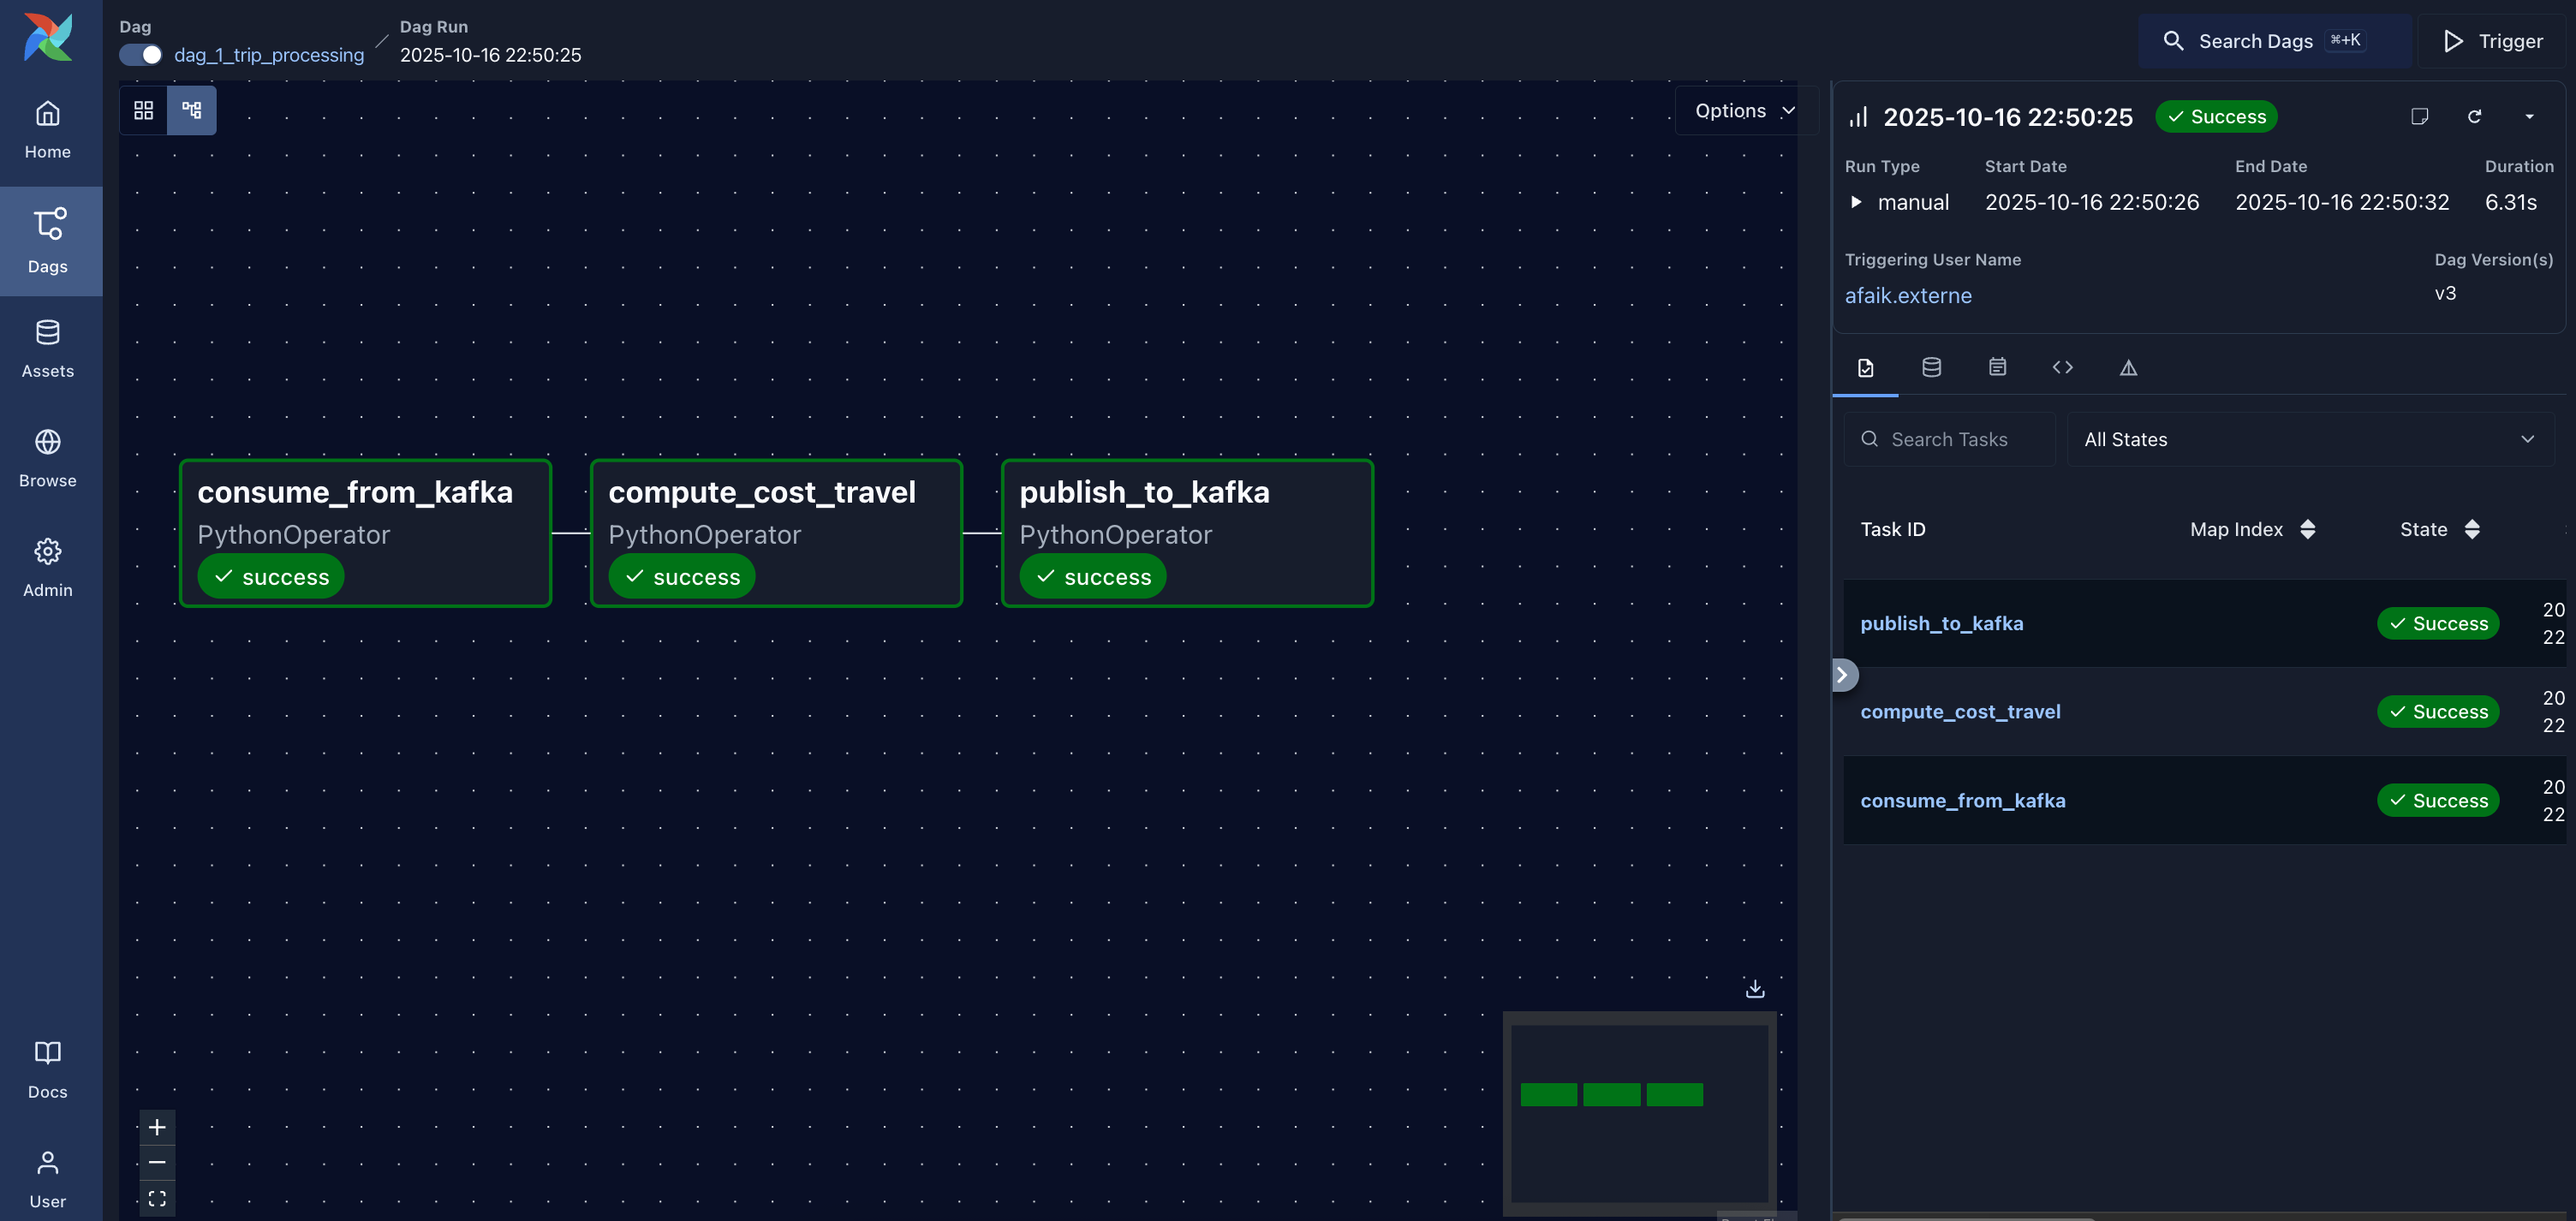 Dag
dag_1_trip_processing
Dag Run
2025-10-16 22:50:25
Search Dags ⌘+K
Trigger
Home
Dags
Assets
Browse
Admin
Docs
User
Options
consume_from_kafka
PythonOperator
success
compute_cost_travel
PythonOperator
success
publish_to_kafka
PythonOperator
success
2025-10-16 22:50:25 Success
Run Type Start Date End Date Duration
manual 2025-10-16 22:50:26 2025-10-16 22:50:32 6.31s
Triggering User Name Dag Version(s)
afaik.externe v3
Search Tasks All States
Task ID Map Index State
publish_to_kafka Success 20
22
compute_cost_travel Success 20
22
consume_from_kafka Success 20
22